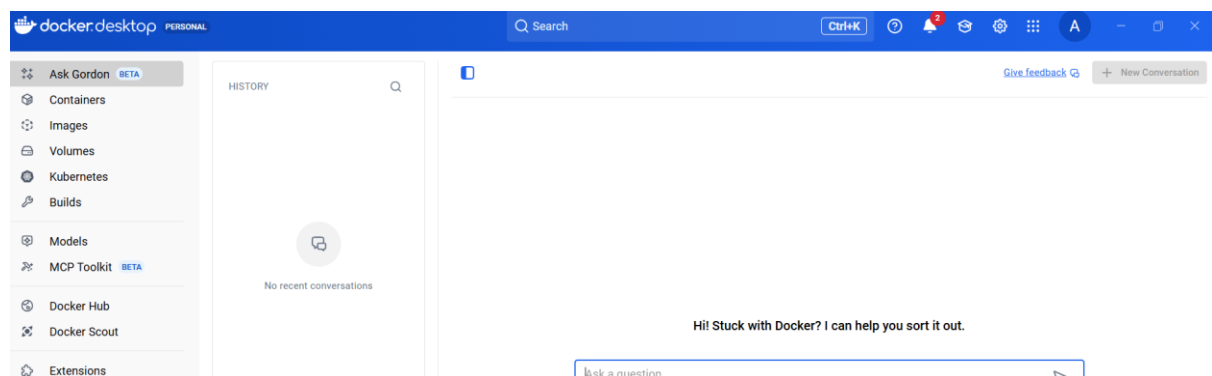 docker.desktop PERSONAL
Search
Ctrl+K
2
A
Ask Gordon BETA
Containers
Images
Volumes
Kubernetes
Builds
Models
MCP Toolkit BETA
Docker Hub
Docker Scout
Extensions
HISTORY
No recent conversations
Give feedback
+ New Conversation
Hi! Stuck with Docker? I can help you sort it out.
Ask a question